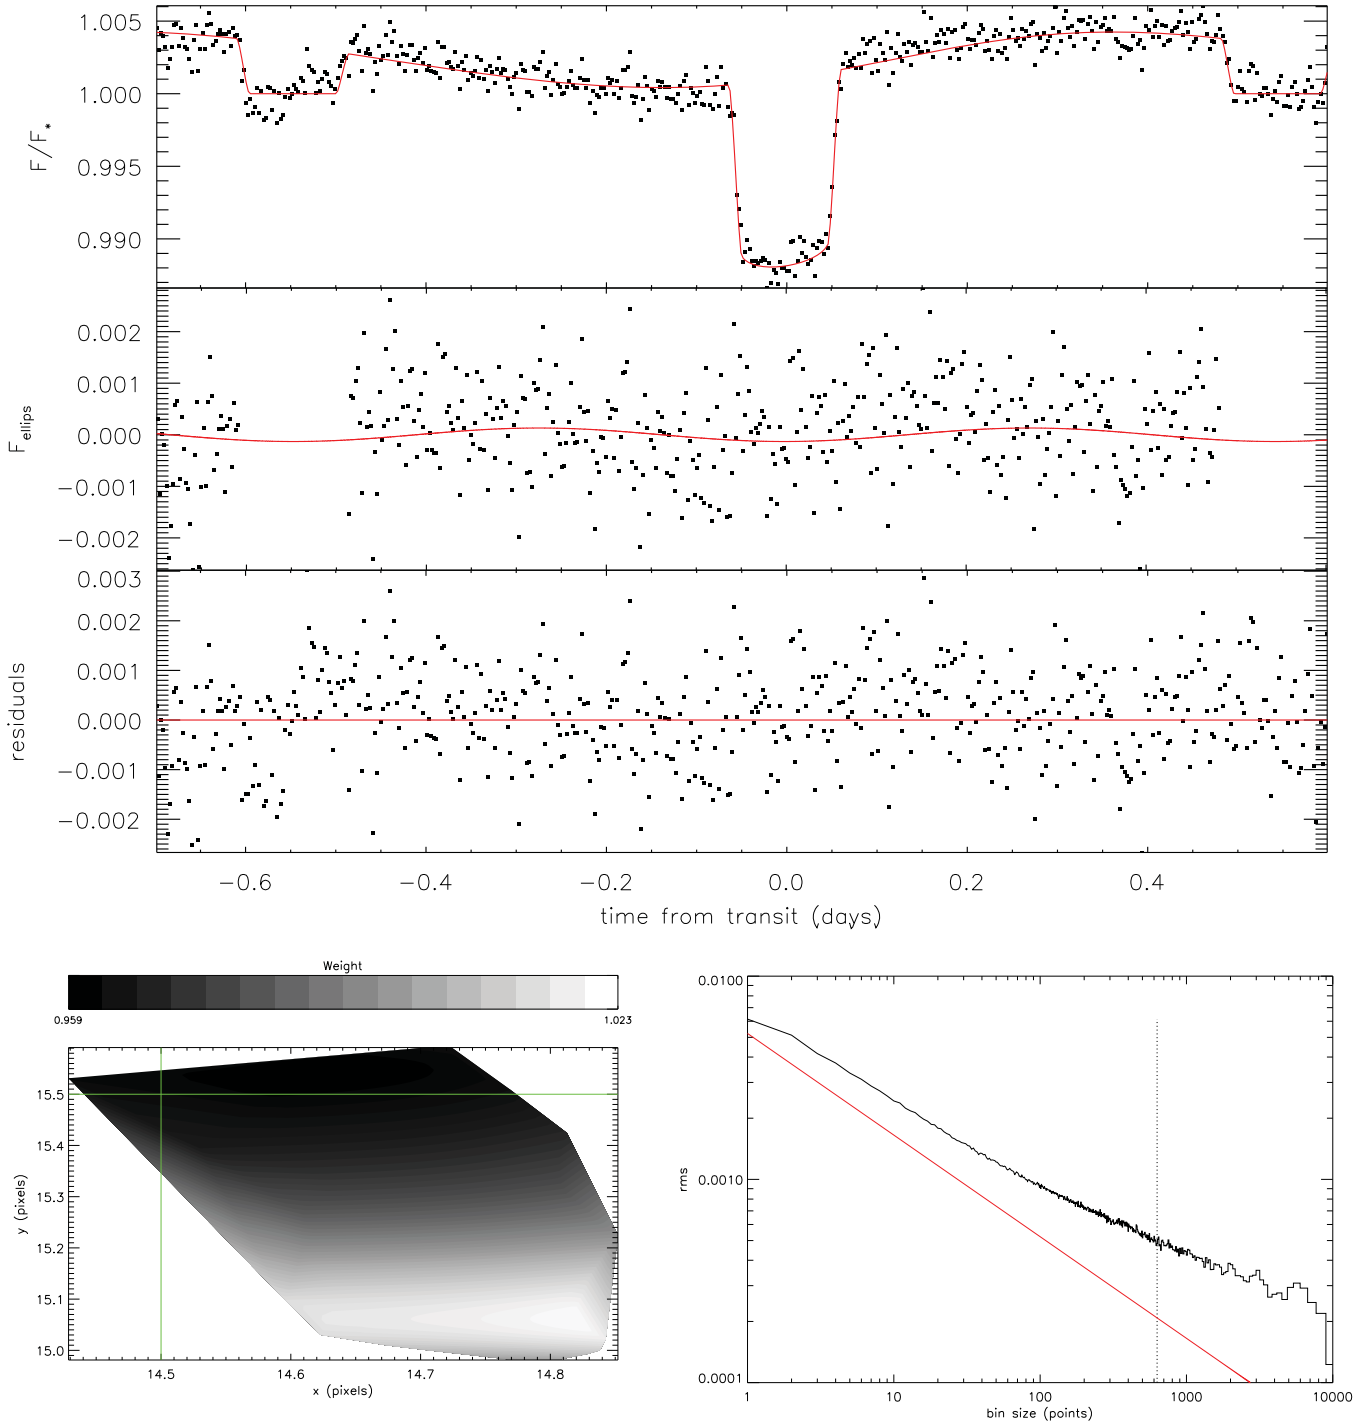 1.005
1.000
0.995
0.990
F/F*
0.002
0.001
0.000
−0.001
−0.002
Fellips
0.003
0.002
0.001
0.000
−0.001
−0.002
residuals
−0.6 −0.4 −0.2 0.0 0.2 0.4
time from transit (days)
Weight
0.959 1.023
15.5
15.4
15.3
15.2
15.1
15.0
y (pixels)
14.5 14.6 14.7 14.8
x (pixels)
0.0100
0.0010
0.0001
rms
1 10 100 1000 10000
bin size (points)